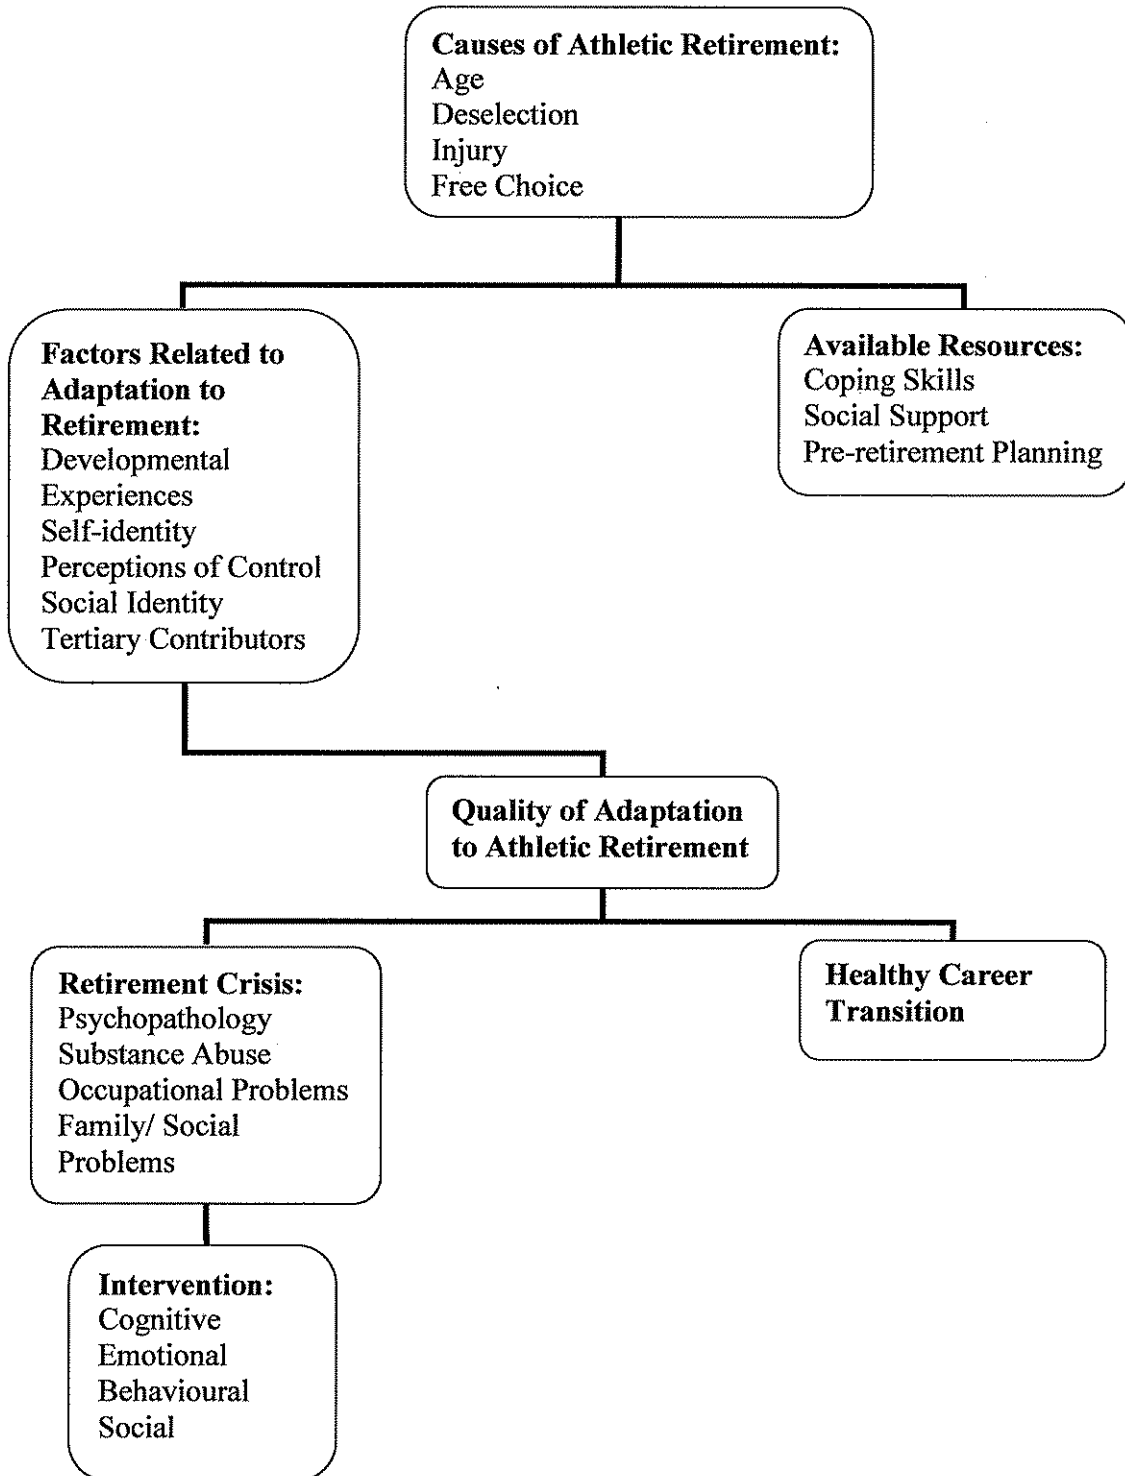 Causes of Athletic Retirement:
Age
Deselection
Injury
Free Choice
Factors Related to
Adaptation to
Retirement:
Developmental
Experiences
Self-identity
Perceptions of Control
Social Identity
Tertiary Contributors
Available Resources:
Coping Skills
Social Support
Pre-retirement Planning
Quality of Adaptation
to Athletic Retirement
Retirement Crisis:
Psychopathology
Substance Abuse
Occupational Problems
Family/ Social
Problems
Healthy Career
Transition
Intervention:
Cognitive
Emotional
Behavioural
Social